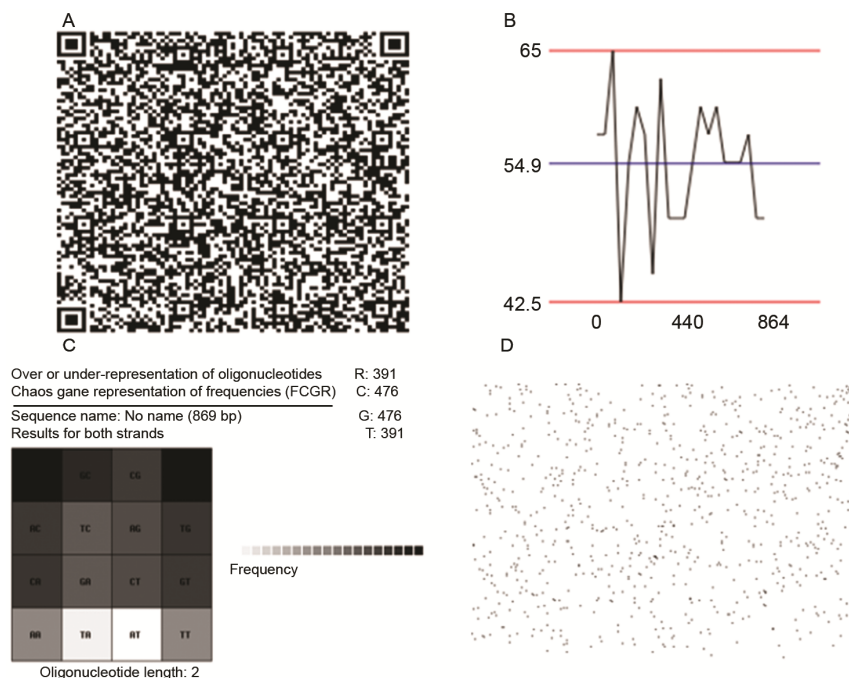 A
B
65
54.9
42.5
0 440 864
C
Over or under-representation of oligonucleotides R: 391
Chaos gane representation of frequencies (FCGR) C: 476
Sequence name: No name (869 bp) G: 476
Results for both strands T: 391
GC CG
AC TC AG TG
CA GA CT GT
AA TA AT TT
Frequency
Oligonucleotide length: 2
D